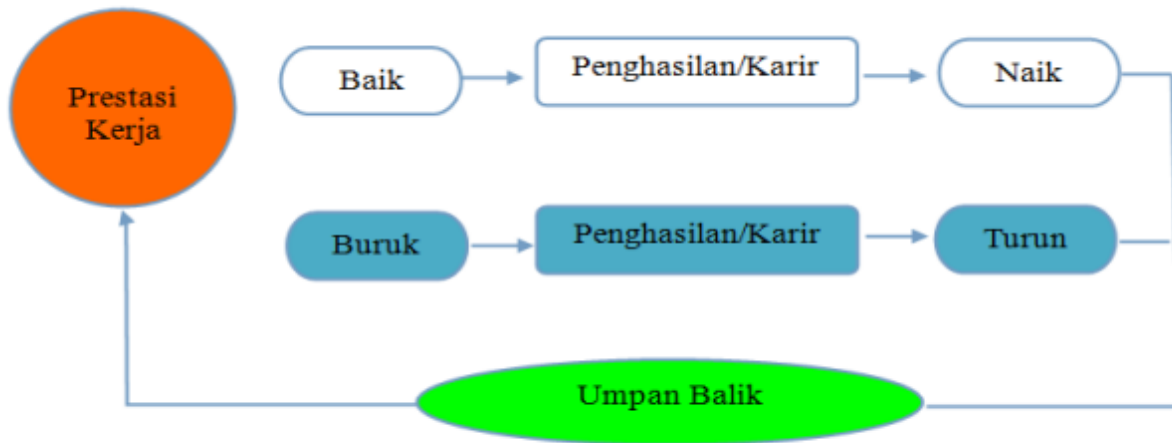 Prestasi
Kerja
Baik
Penghasilan/Karir
Naik
Buruk
Penghasilan/Karir
Turun
Umpan Balik